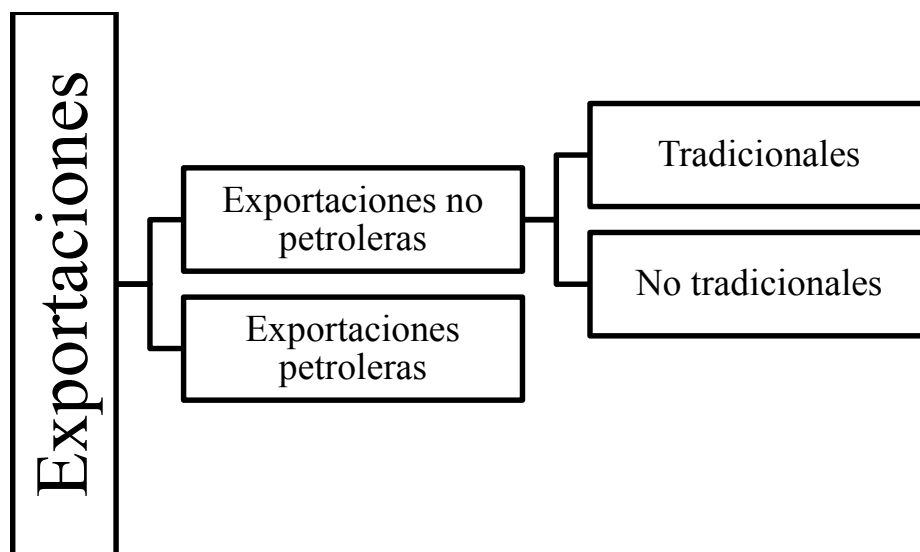 Exportaciones
Exportaciones no
petroleras
Exportaciones
petroleras
Tradicionales
No tradicionales